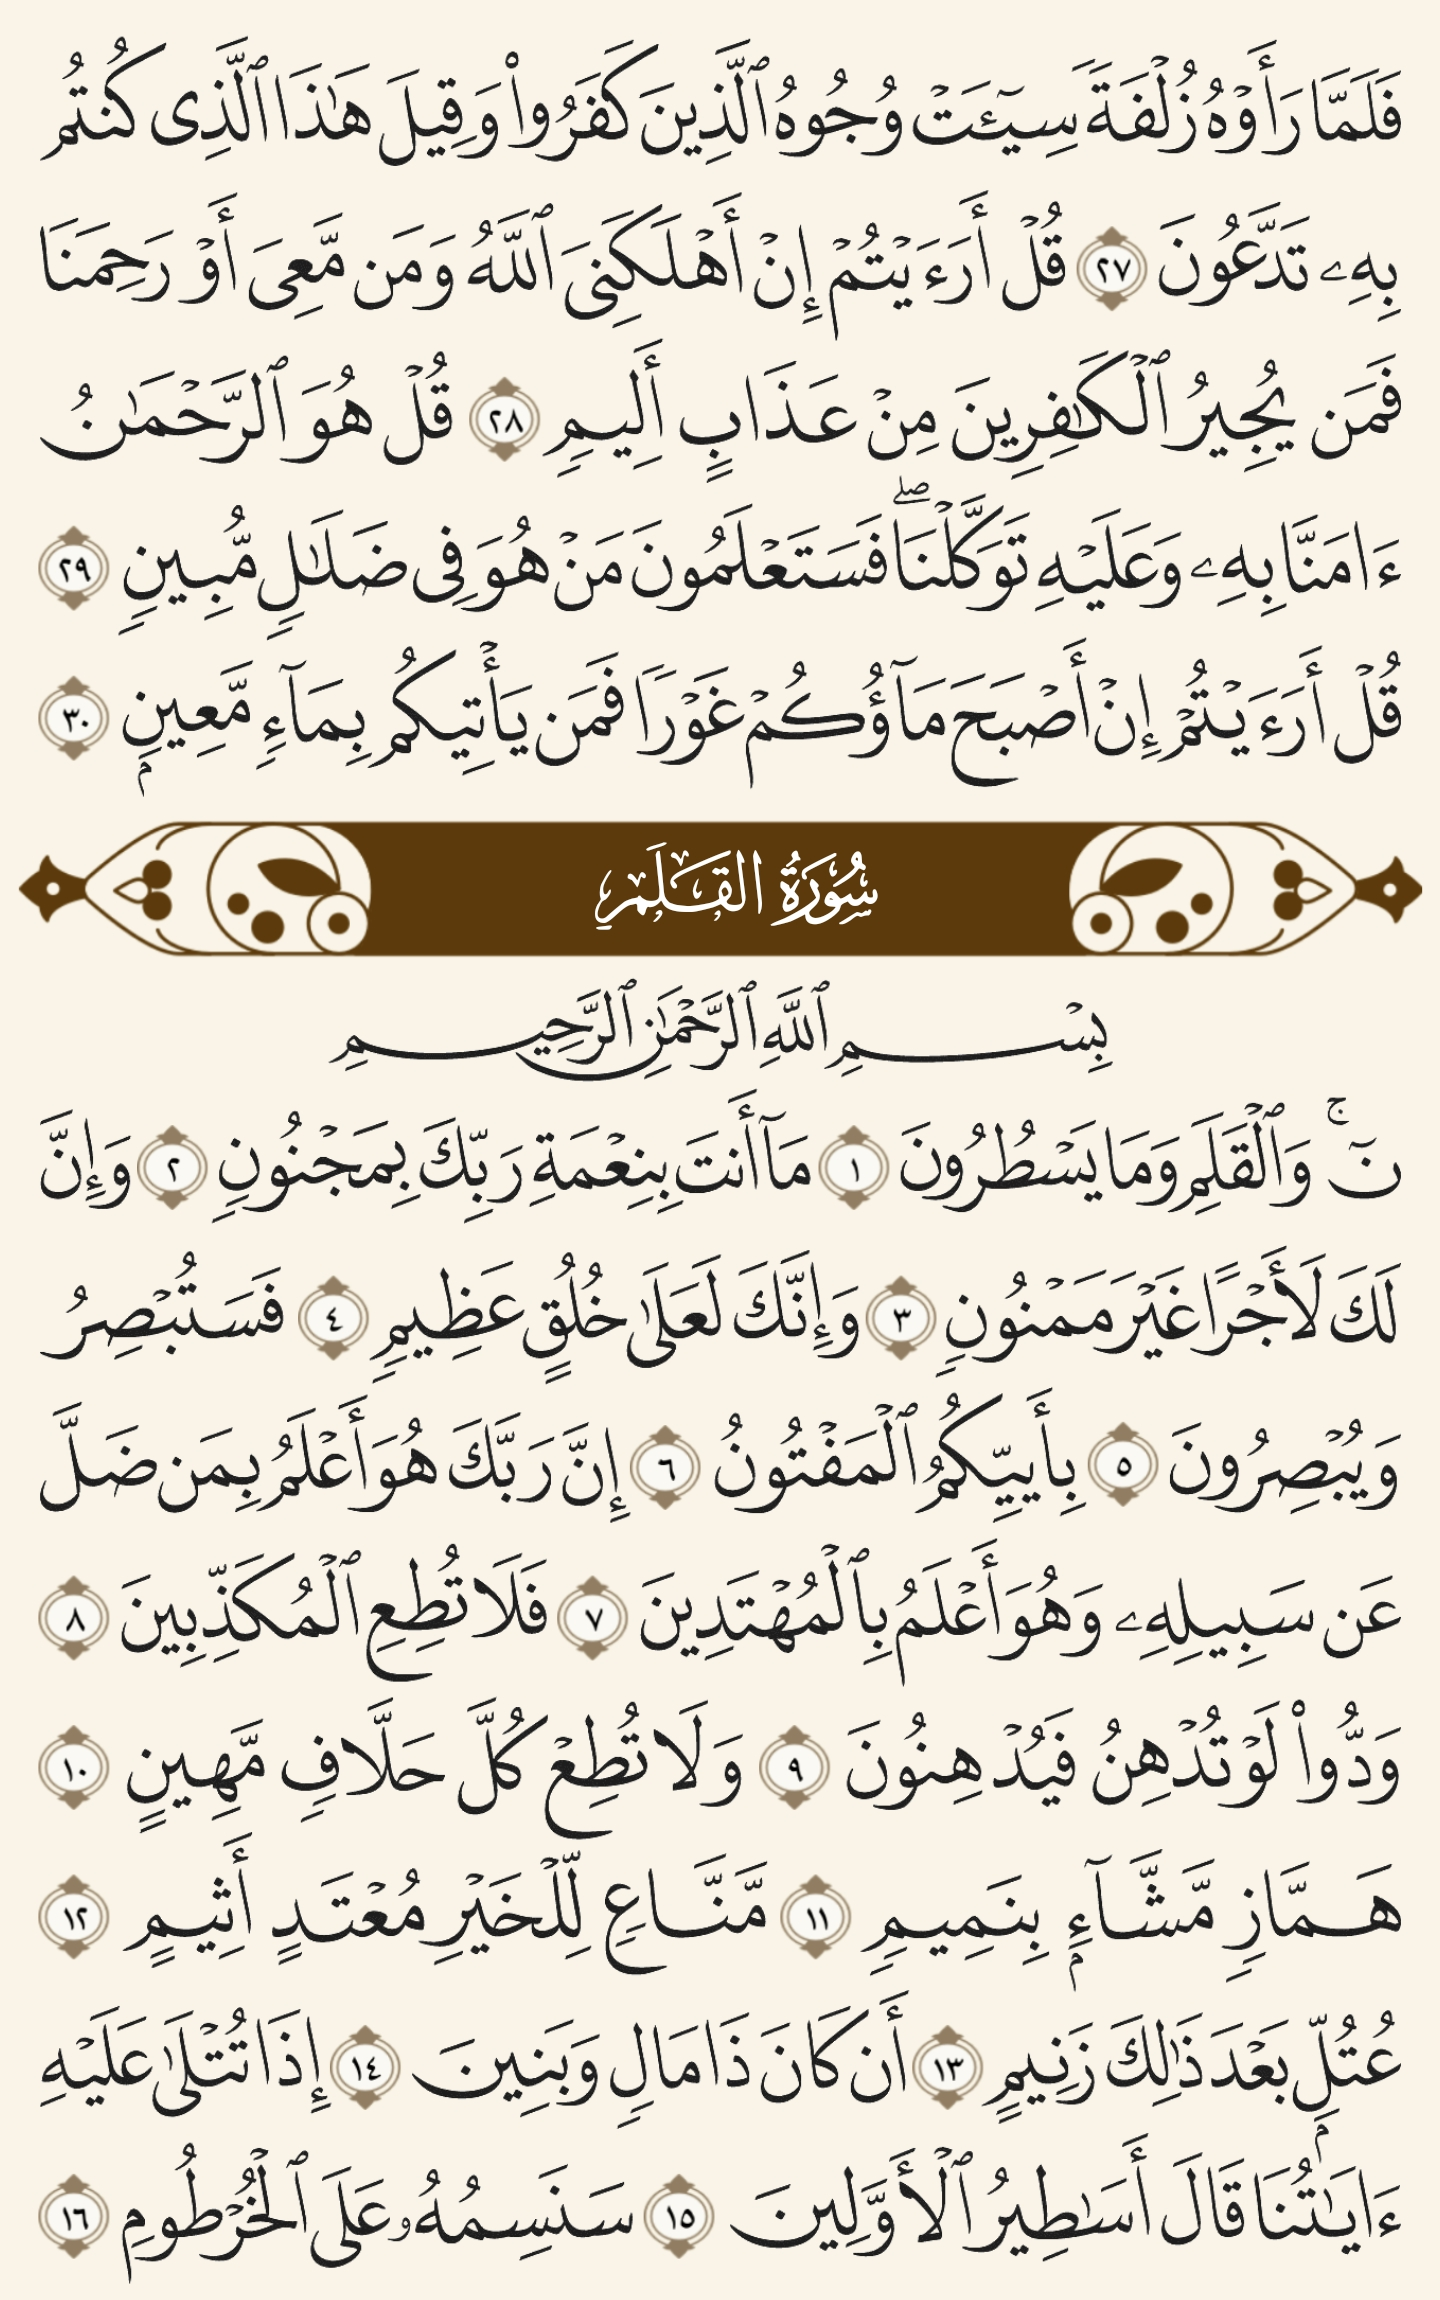 فَلَمَّا رَأَوۡهُ زُلۡفَةٗ سِيٓـَٔتۡ وُجُوهُ ٱلَّذِينَ كَفَرُواْ وَقِيلَ هَٰذَا ٱلَّذِي كُنتُم
بِهِۦ تَدَّعُونَ ٢٧ قُلۡ أَرَءَيۡتُمۡ إِنۡ أَهۡلَكَنِيَ ٱللَّهُ وَمَن مَّعِيَ أَوۡ رَحِمَنَا
فَمَن يُجِيرُ ٱلۡكَٰفِرِينَ مِنۡ عَذَابٍ أَلِيمٖ ٢٨ قُلۡ هُوَ ٱلرَّحۡمَٰنُ
ءَامَنَّا بِهِۦ وَعَلَيۡهِ تَوَكَّلۡنَاۖ فَسَتَعۡلَمُونَ مَنۡ هُوَ فِي ضَلَٰلٖ مُّبِينٖ ٢٩
قُلۡ أَرَءَيۡتُمۡ إِنۡ أَصۡبَحَ مَآؤُكُمۡ غَوۡرٗا فَمَن يَأۡتِيكُم بِمَآءٖ مَّعِينِۭ ٣٠
سُورَةُ القَلَمِ
بِسۡمِ ٱللَّهِ ٱلرَّحۡمَٰنِ ٱلرَّحِيمِ
نٓۚ وَٱلۡقَلَمِ وَمَا يَسۡطُرُونَ ١ مَآ أَنتَ بِنِعۡمَةِ رَبِّكَ بِمَجۡنُونٖ ٢ وَإِنَّ
لَكَ لَأَجۡرًا غَيۡرَ مَمۡنُونٖ ٣ وَإِنَّكَ لَعَلَىٰ خُلُقٍ عَظِيمٖ ٤ فَسَتُبۡصِرُ
وَيُبۡصِرُونَ ٥ بِأَييِّكُمُ ٱلۡمَفۡتُونُ ٦ إِنَّ رَبَّكَ هُوَ أَعۡلَمُ بِمَن ضَلَّ
عَن سَبِيلِهِۦ وَهُوَ أَعۡلَمُ بِٱلۡمُهۡتَدِينَ ٧ فَلَا تُطِعِ ٱلۡمُكَذِّبِينَ ٨
وَدُّواْ لَوۡ تُدۡهِنُ فَيُدۡهِنُونَ ٩ وَلَا تُطِعۡ كُلَّ حَلَّافٖ مَّهِينٍ ١٠
هَمَّازٖ مَّشَّآءِۭ بِنَمِيمٖ ١١ مَّنَّاعٖ لِّلۡخَيۡرِ مُعۡتَدٍ أَثِيمٍ ١٢
عُتُلِّۭ بَعۡدَ ذَٰلِكَ زَنِيمٍ ١٣ أَن كَانَ ذَا مَالٖ وَبَنِينَ ١٤ إِذَا تُتۡلَىٰ عَلَيۡهِ
ءَايَٰتُنَا قَالَ أَسَٰطِيرُ ٱلۡأَوَّلِينَ ١٥ سَنَسِمُهُۥ عَلَى ٱلۡخُرۡطُومِ ١٦